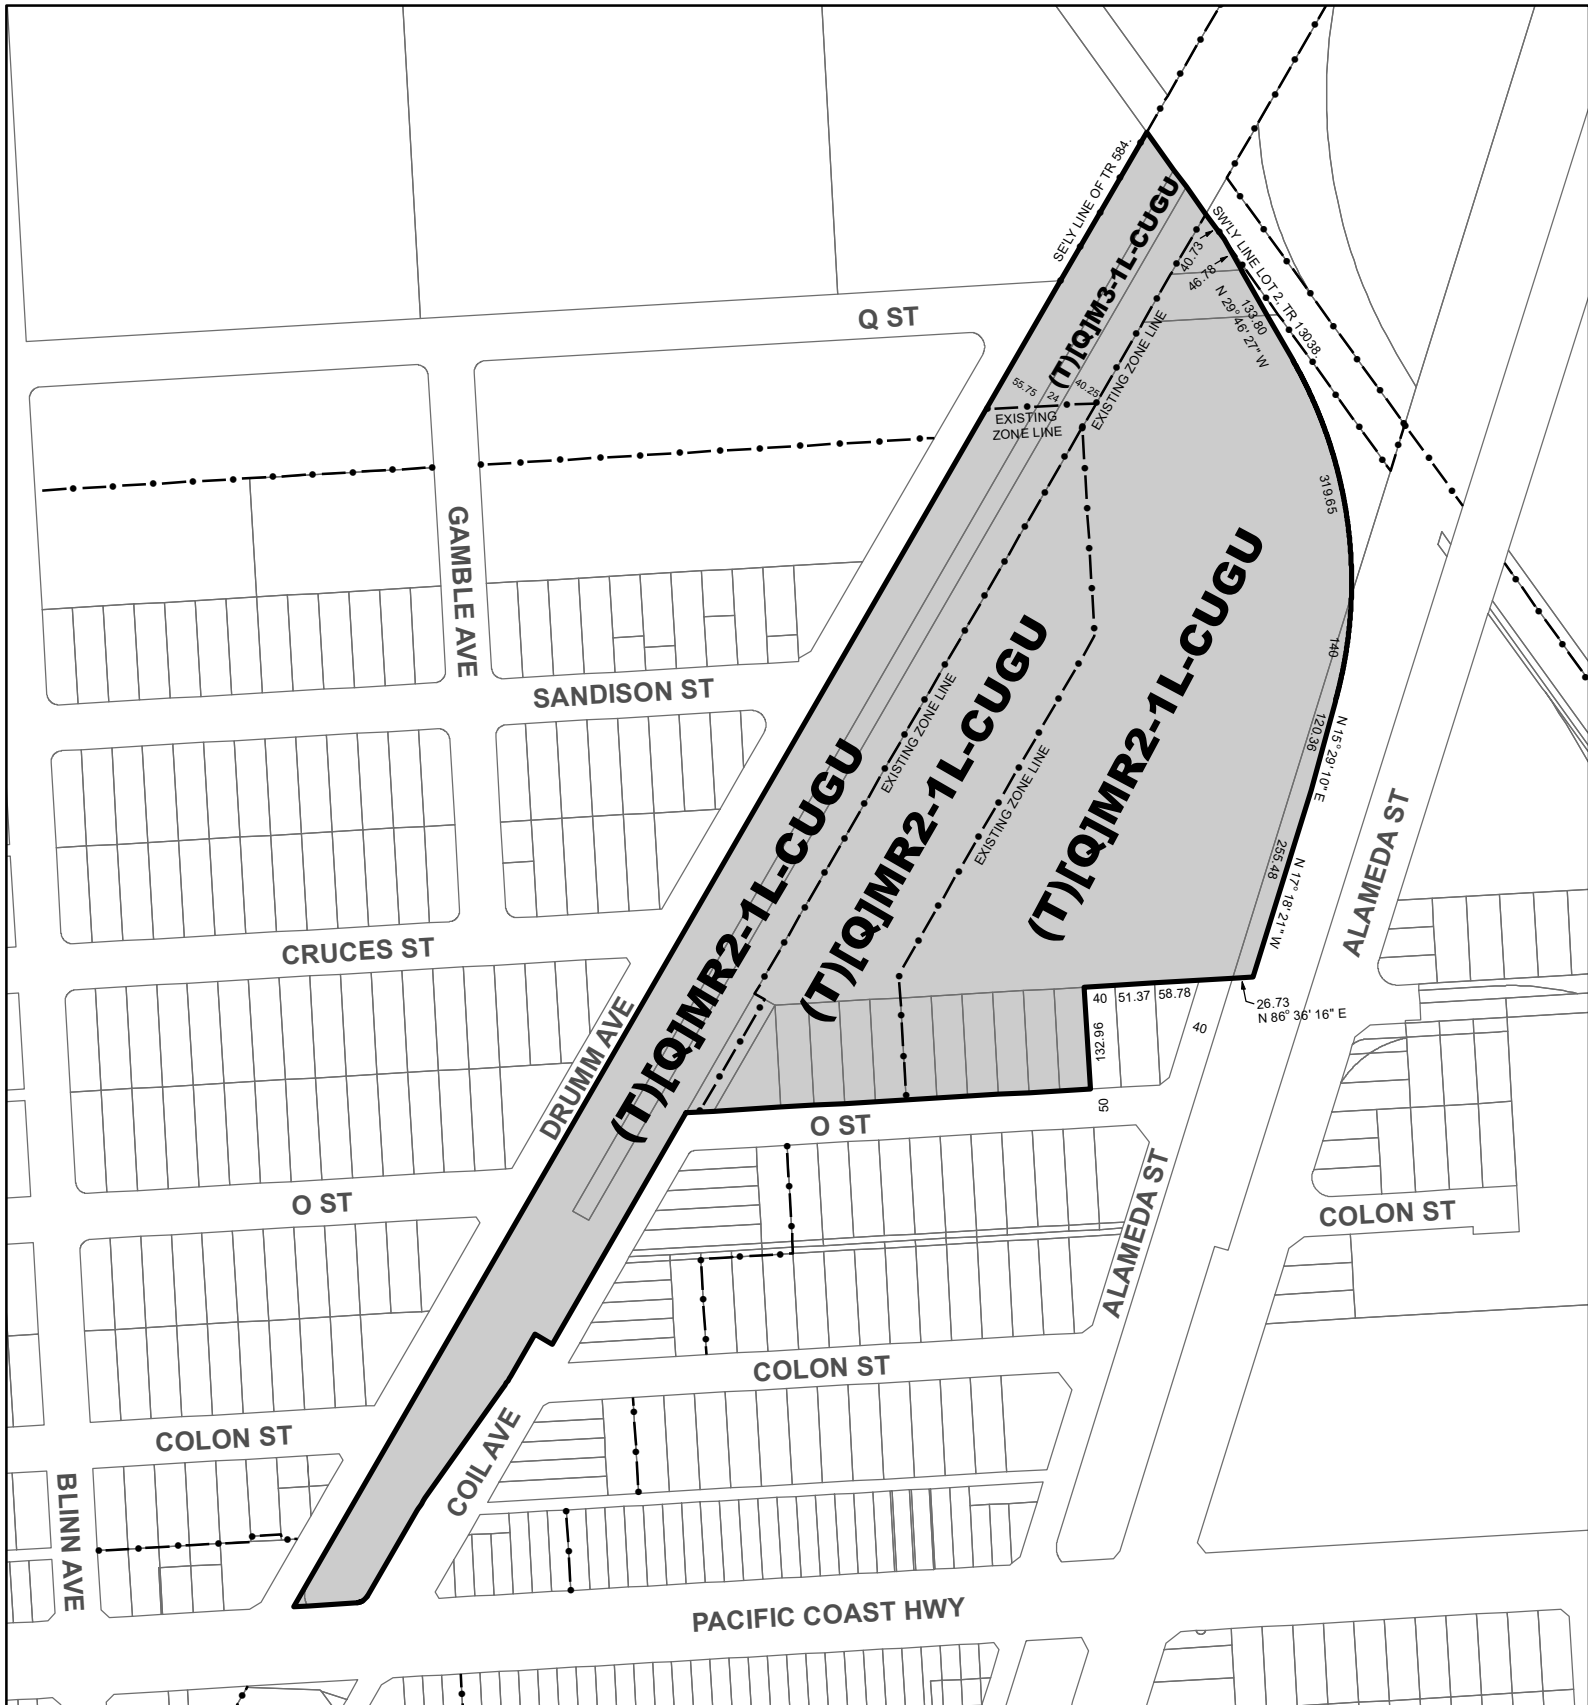 SE'LY LINE OF TR 584.
(T)[Q]M3-1L-CUGU
40.73
46.78
SW'LY LINE LOT 2, TR 13038.
133.80
N 29° 46' 27" W
Q ST
55.75
24
40.25
EXISTING
ZONE LINE
EXISTING ZONE LINE
319.65
GAMBLE AVE
SANDISON ST
140
EXISTING ZONE LINE
120.36
N 15° 29' 10" E
EXISTING ZONE LINE
(T)[Q]MR2-1L-CUGU
(T)[Q]MR2-1L-CUGU
(T)[Q]MR2-1L-CUGU
255.48
N 17° 18' 21" W
ALAMEDA ST
CRUCES ST
DRUMM AVE
40
51.37
58.78
26.73
N 86° 36' 16" E
132.96
40
50
O ST
O ST
ALAMEDA ST
COLON ST
COLON ST
COLON ST
COIL AVE
BLINN AVE
PACIFIC COAST HWY